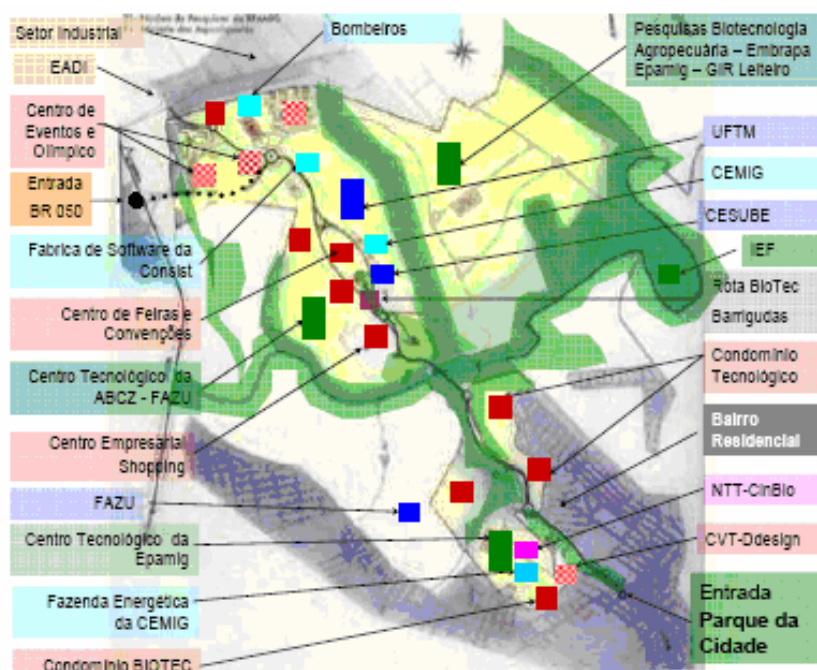 Setor Industrial
EADI
Centro de
Eventos e
Olímpico
Entrada
BR 050
Fabrica de Software da
Consist
Centro de Feiras e
Convenções
Centro Tecnológico da
ABCZ - FAZU
Centro Empresarial
Shopping
FAZU
Centro Tecnológico da
Epamig
Fazenda Energética
da CEMIG
Condomínio BIOTEC
Bombeiros
Pesquisas Biotecnologia
Agropecuária – Embrapa
Epamig – GIR Leiteiro
UFTM
CEMIG
CESUBE
IEF
Rota BioTec
Barrigudas
Condomínio
Tecnológico
Bairro
Residencial
NTT-CinBio
CVT-Ddesign
Entrada
Parque da
Cidade